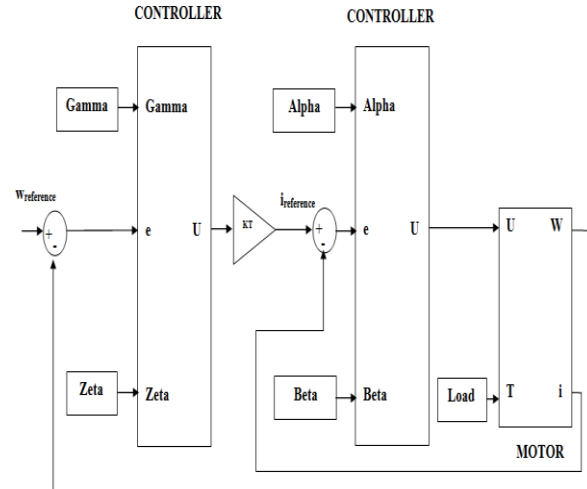 CONTROLLER
CONTROLLER
Gamma
Gamma
Alpha
Alpha
wreference
+
-
e
U
KT
ireference
+
-
e
U
U
W
Zeta
Zeta
Beta
Beta
Load
T
i
MOTOR